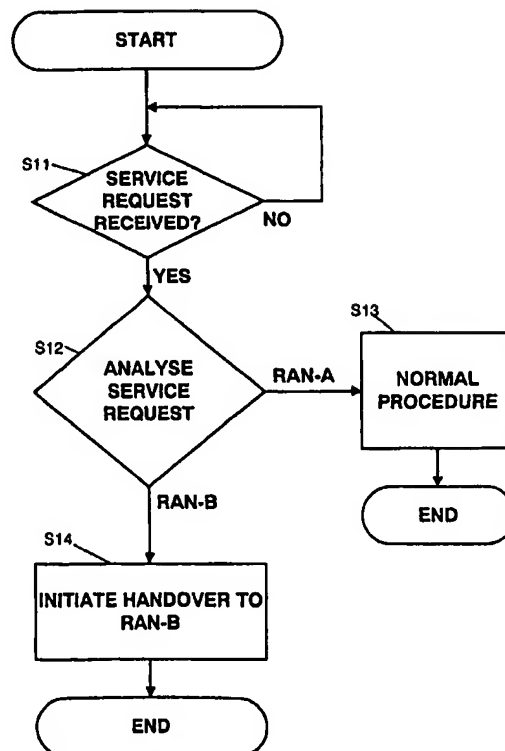 START
S11
SERVICE
REQUEST
RECEIVED?
NO
YES
S12
ANALYSE
SERVICE
REQUEST
RAN-A
S13
NORMAL
PROCEDURE
END
RAN-B
S14
INITIATE HANDOVER TO
RAN-B
END